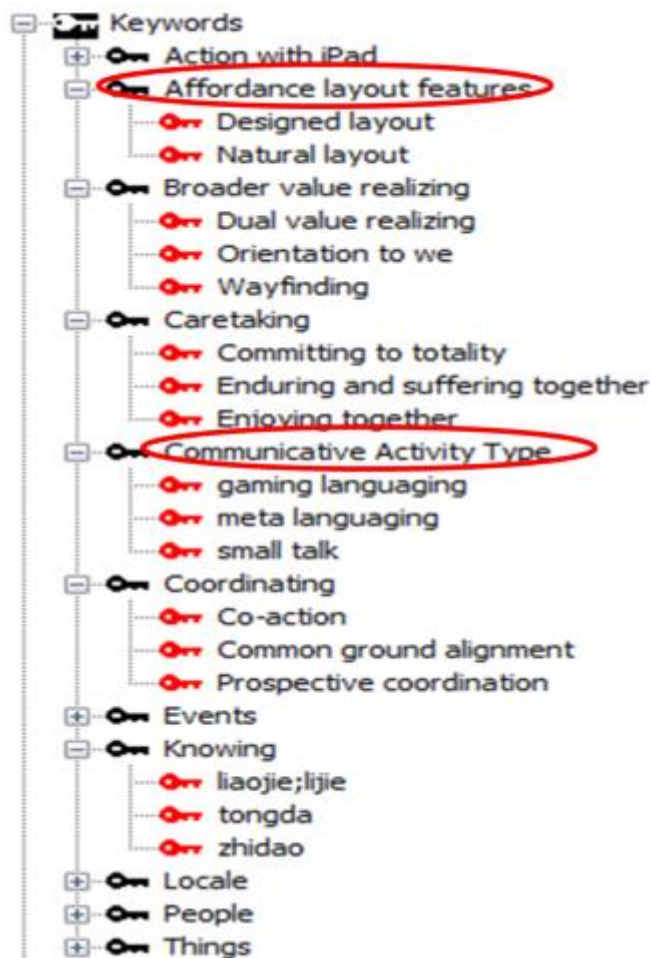 Keywords
Action with iPad
Affordance layout features
Designed layout
Natural layout
Broader value realizing
Dual value realizing
Orientation to we
Wayfinding
Caretaking
Committing to totality
Enduring and suffering together
Enjoying together
Communicative Activity Type
gaming languaging
meta languaging
small talk
Coordinating
Co-action
Common ground alignment
Prospective coordination
Events
Knowing
liaojie;lijie
tongda
zhidao
Locale
People
Things